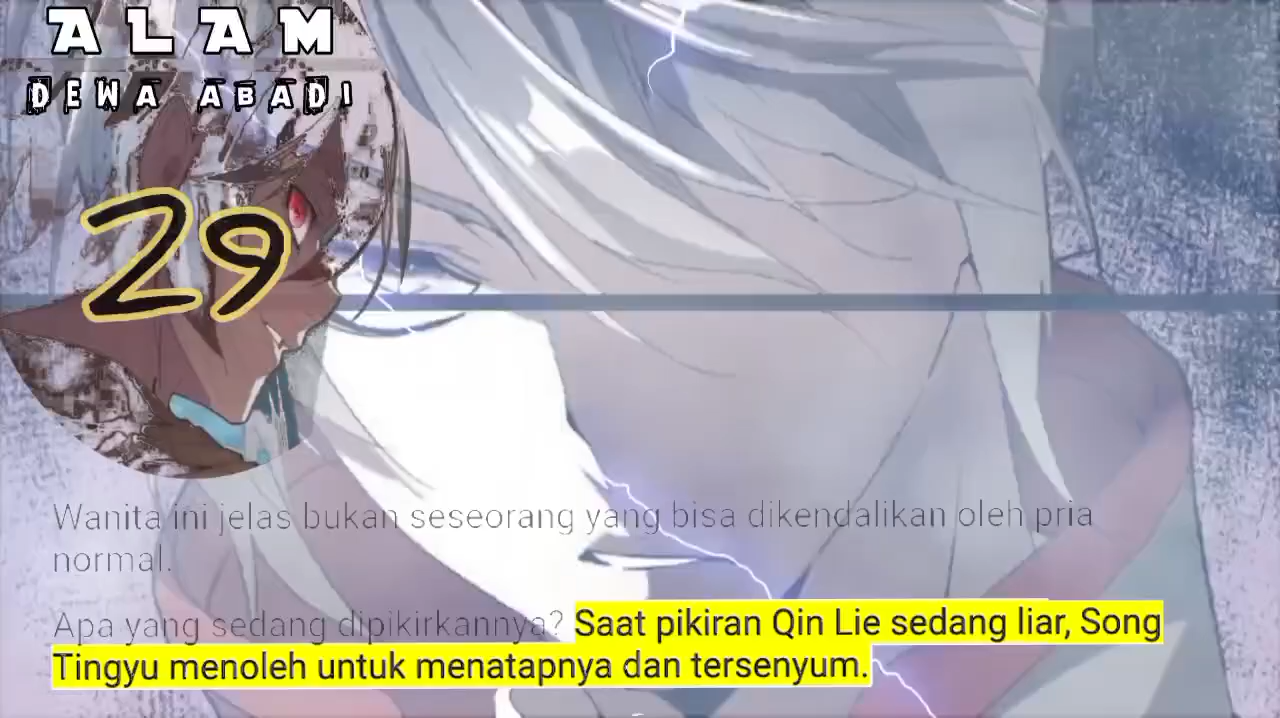 ALAM
DEWA ABADI
29
Wanita ini jelas bukan seseorang yang bisa dikendalikan oleh pria
normal.
Apa yang sedang dipikirkannya? Saat pikiran Qin Lie sedang liar, Song
Tingyu menoleh untuk menatapnya dan tersenyum.